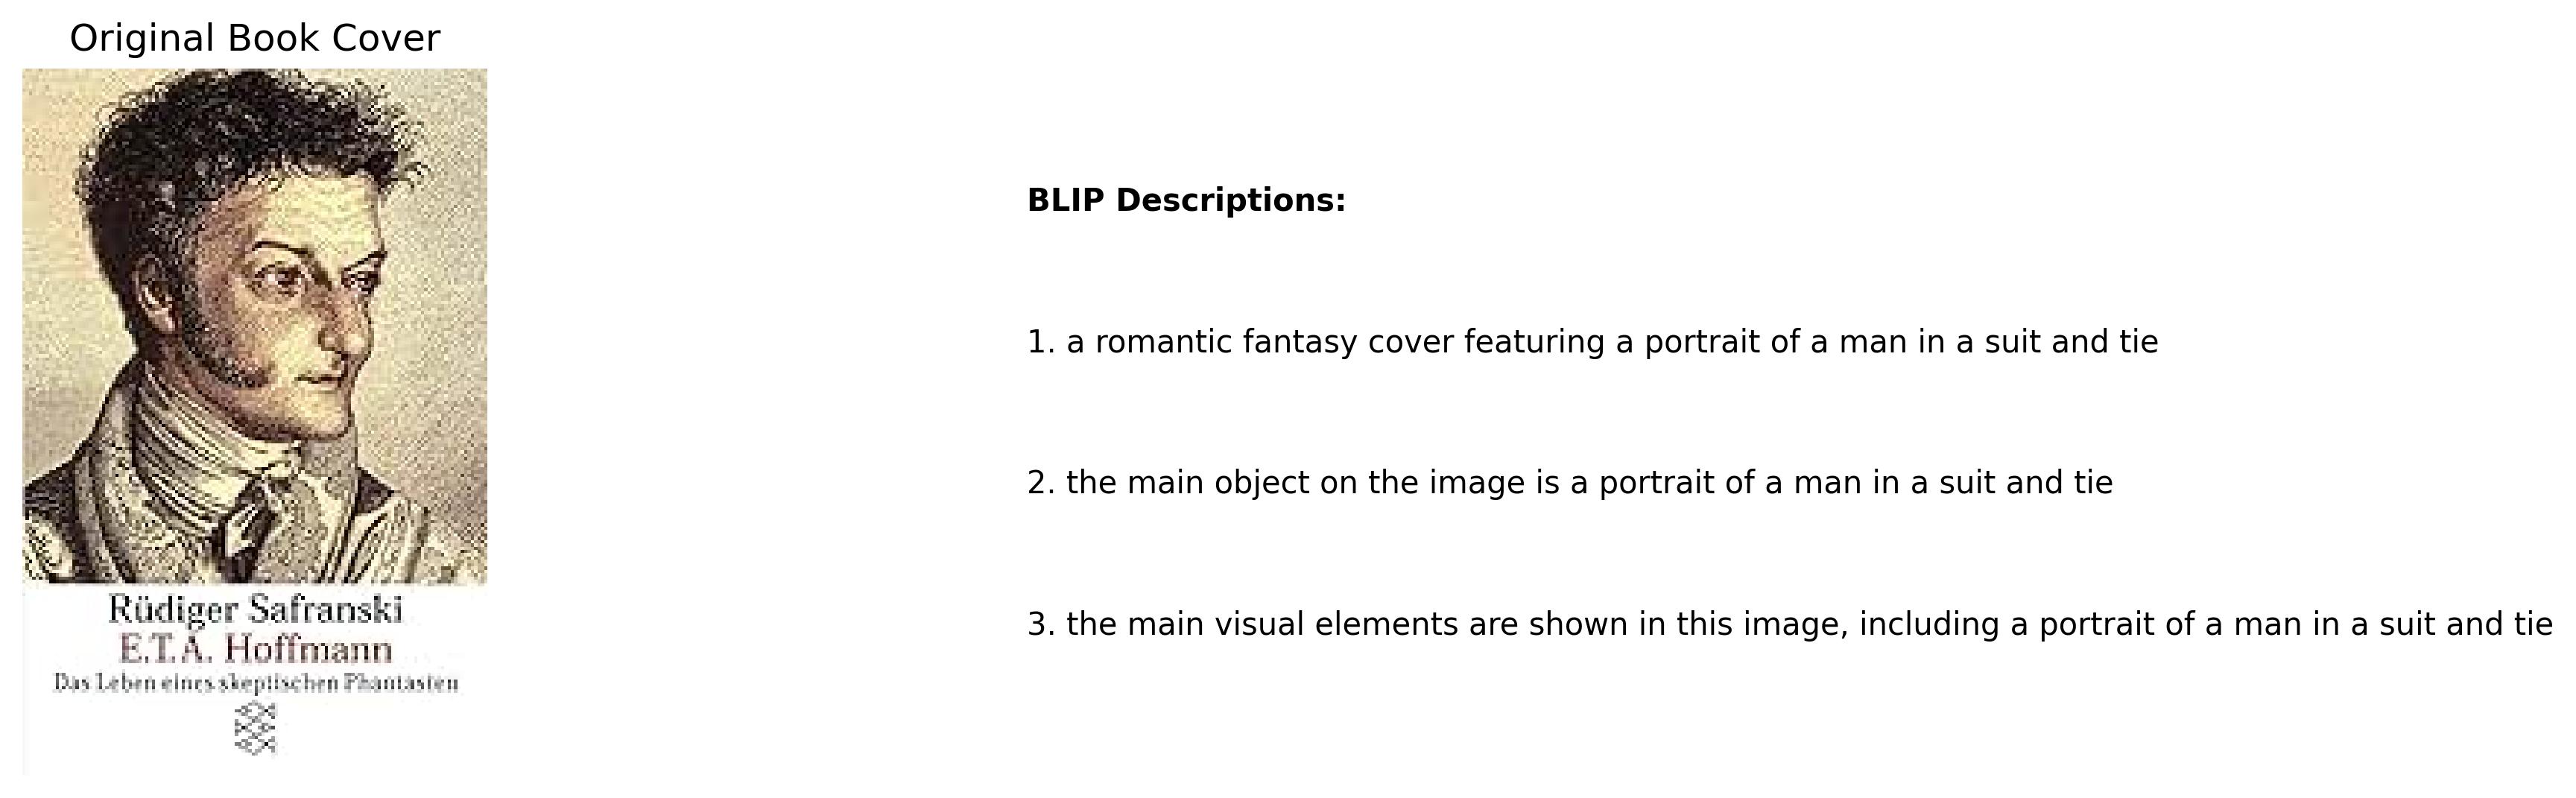 Original Book Cover
Rüdiger Safranski
E.T.A. Hoffmann
Das Leben eines skeptischen Phantasten
BLIP Descriptions:
1. a romantic fantasy cover featuring a portrait of a man in a suit and tie
2. the main object on the image is a portrait of a man in a suit and tie
3. the main visual elements are shown in this image, including a portrait of a man in a suit and tie